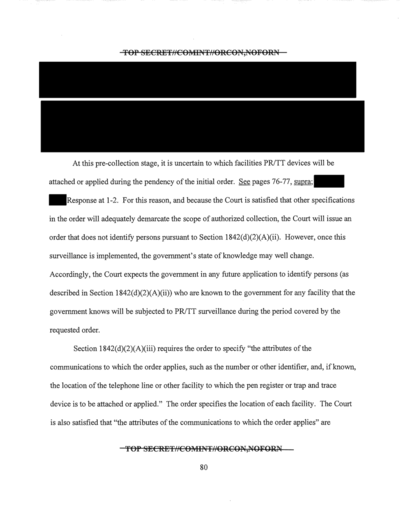 TOP SECRET//COMINT//ORCON,NOFORN
At this pre-collection stage, it is uncertain to which facilities PR/TT devices will be
attached or applied during the pendency of the initial order. See pages 76-77, supra;
Response at 1-2. For this reason, and because the Court is satisfied that other specifications
in the order will adequately demarcate the scope of authorized collection, the Court will issue an
order that does not identify persons pursuant to Section 1842(d)(2)(A)(ii). However, once this
surveillance is implemented, the government's state of knowledge may well change.
Accordingly, the Court expects the government in any future application to identify persons (as
described in Section 1842(d)(2)(A)(ii)) who are known to the government for any facility that the
government knows will be subjected to PR/TT surveillance during the period covered by the
requested order.
Section 1842(d)(2)(A)(iii) requires the order to specify "the attributes of the
communications to which the order applies, such as the number or other identifier, and, if known,
the location of the telephone line or other facility to which the pen register or trap and trace
device is to be attached or applied." The order specifies the location of each facility. The Court
is also satisfied that "the attributes of the communications to which the order applies" are
TOP SECRET//COMINT//ORCON,NOFORN
80